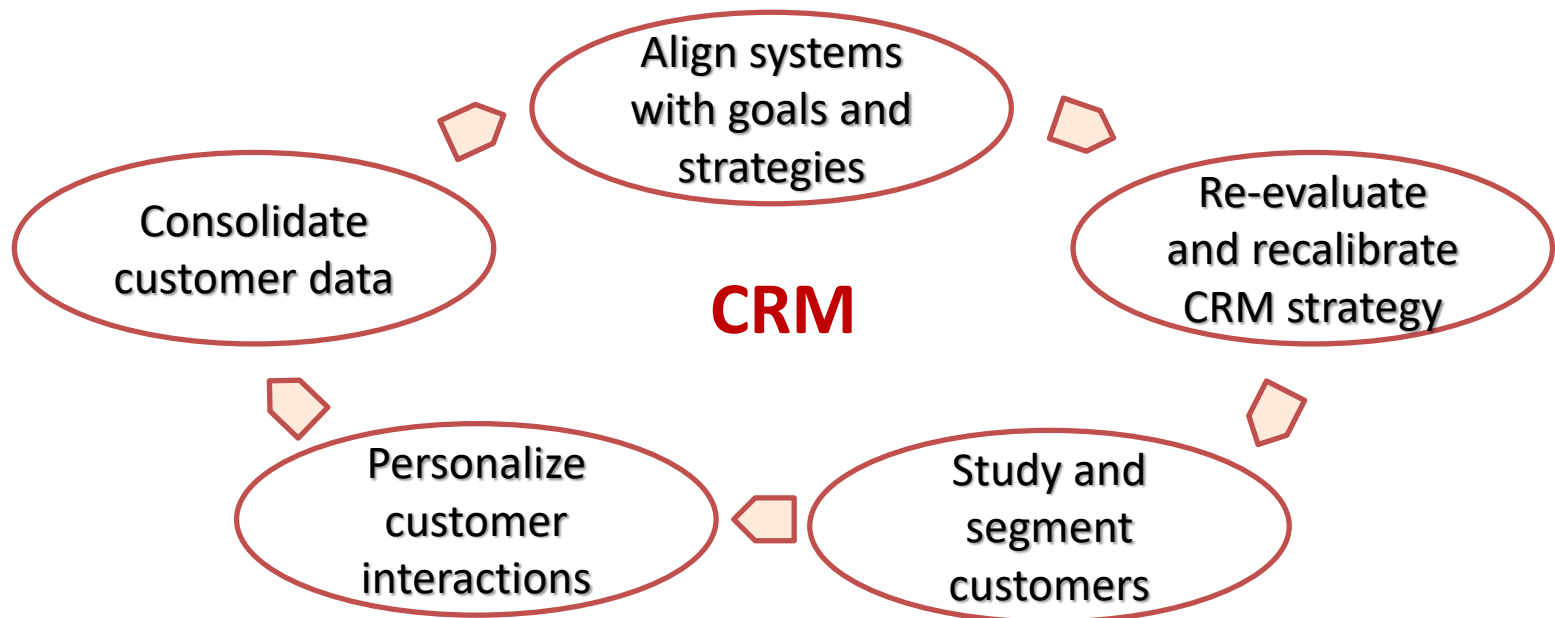 Align systems
with goals and
strategies
Re-evaluate
and recalibrate
CRM strategy
Study and
segment
customers
Personalize
customer
interactions
Consolidate
customer data
CRM